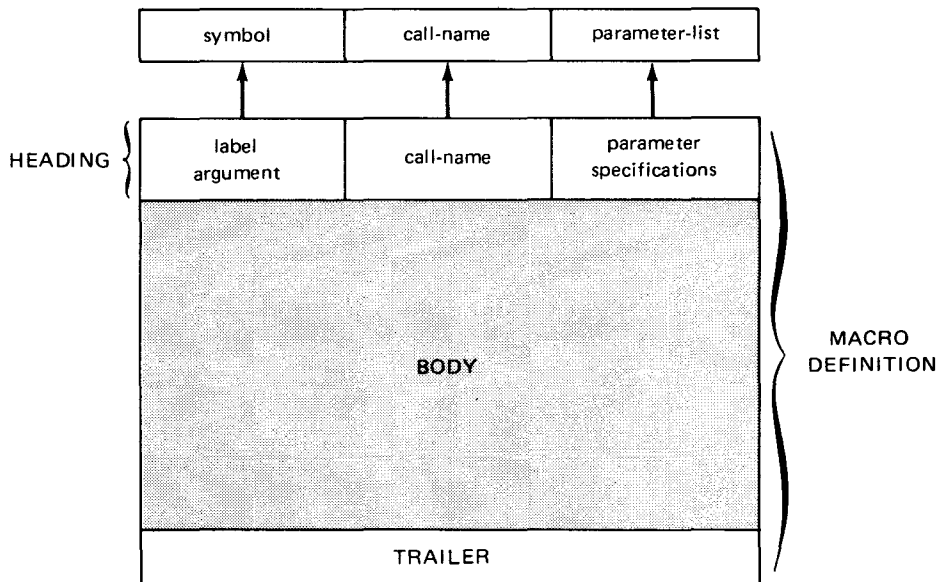 symbol call-name parameter-list
HEADING label call-name parameter
argument specifications
BODY
MACRO
DEFINITION
TRAILER